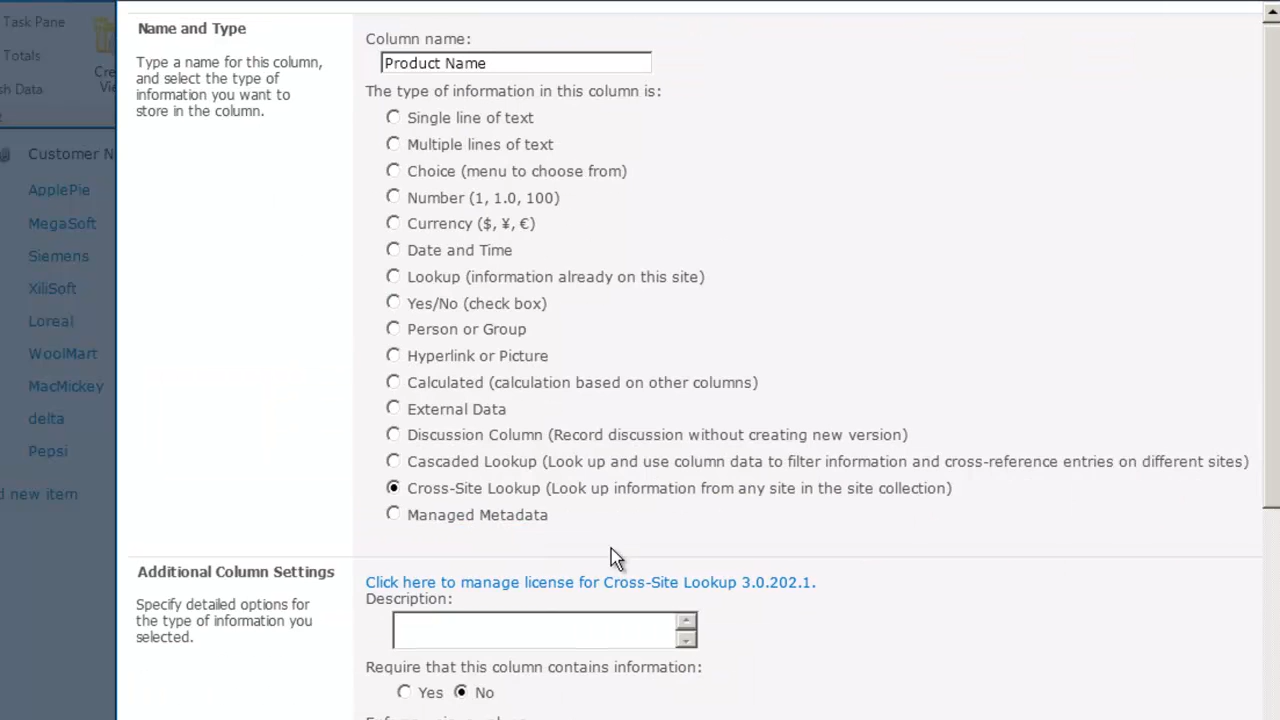 Task Pane
Totals
sh Data
Cre
Vie
Customer N
ApplePie
MegaSoft
Siemens
XiliSoft
Loreal
WoolMart
MacMickey
delta
Pepsi
d new item
Name and Type
Type a name for this column,
and select the type of
information you want to
store in the column.
Column name:
Product Name
The type of information in this column is:
Single line of text
Multiple lines of text
Choice (menu to choose from)
Number (1, 1.0, 100)
Currency ($, ¥, €)
Date and Time
Lookup (information already on this site)
Yes/No (check box)
Person or Group
Hyperlink or Picture
Calculated (calculation based on other columns)
External Data
Discussion Column (Record discussion without creating new version)
Cascaded Lookup (Look up and use column data to filter information and cross-reference entries on different sites)
Cross-Site Lookup (Look up information from any site in the site collection)
Managed Metadata
Additional Column Settings
Specify detailed options for
the type of information you
selected.
Click here to manage license for Cross-Site Lookup 3.0.202.1.
Description:
Require that this column contains information:
Yes No